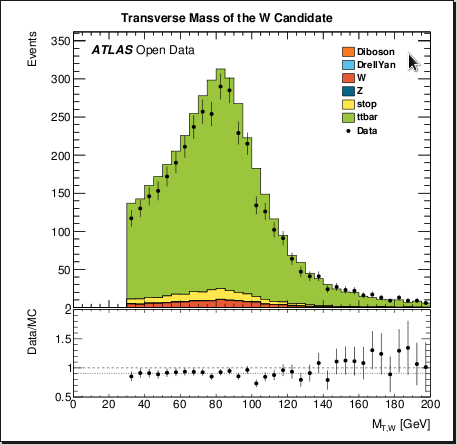 Transverse Mass of the W Candidate
Events
ATLAS Open Data
Diboson
DrellYan
W
Z
stop
ttbar
Data
350
300
250
200
150
100
50
2
1.5
1
0.5
Data/MC
0 20 40 60 80 100 120 140 160 180 200
M_T,W [GeV]